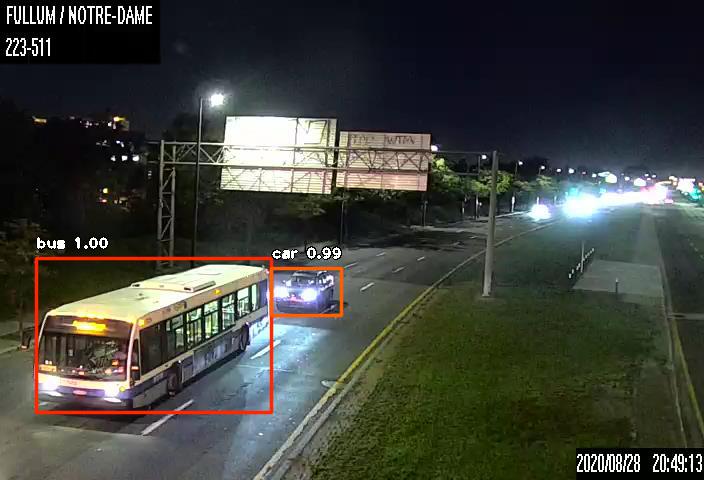 FULLUM / NOTRE-DAME
223-511
bus 1.00
car 0.99
2020/08/28 20:49:13